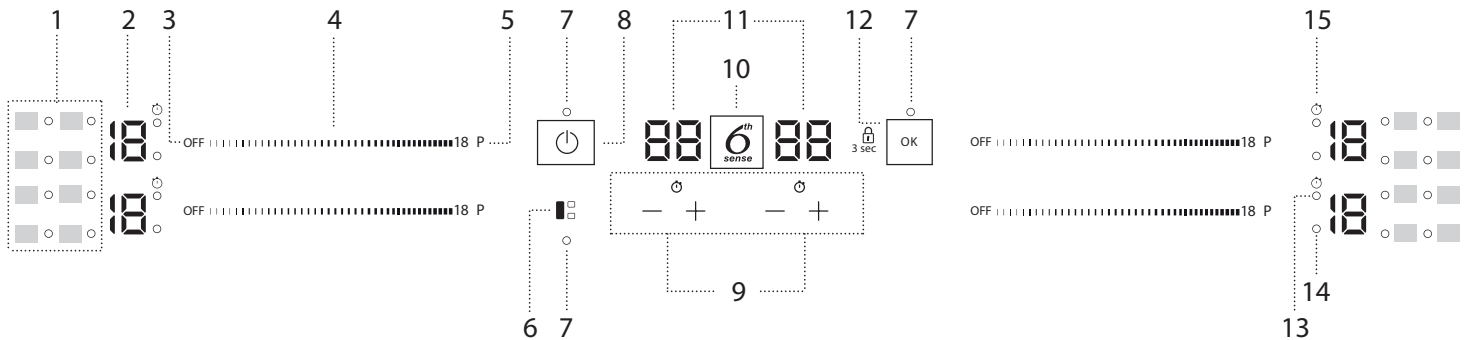 1 2 3 4 5 7 8 11 12 7 15
10
18 OFF 18 P 88 6th sense 88 3 sec OK OFF 18 P 18
18 OFF 18 P OFF 18 P 18
− + − +
9
6 7 13 14